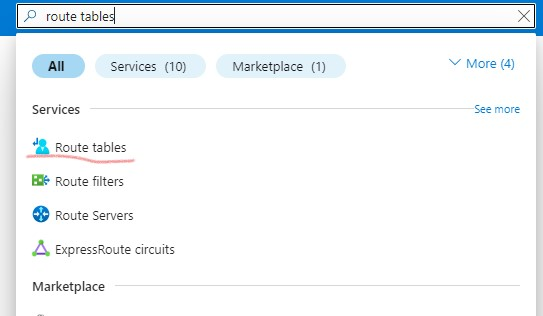 route tables
All Services (10) Marketplace (1) More (4)
Services See more
Route tables
Route filters
Route Servers
ExpressRoute circuits
Marketplace